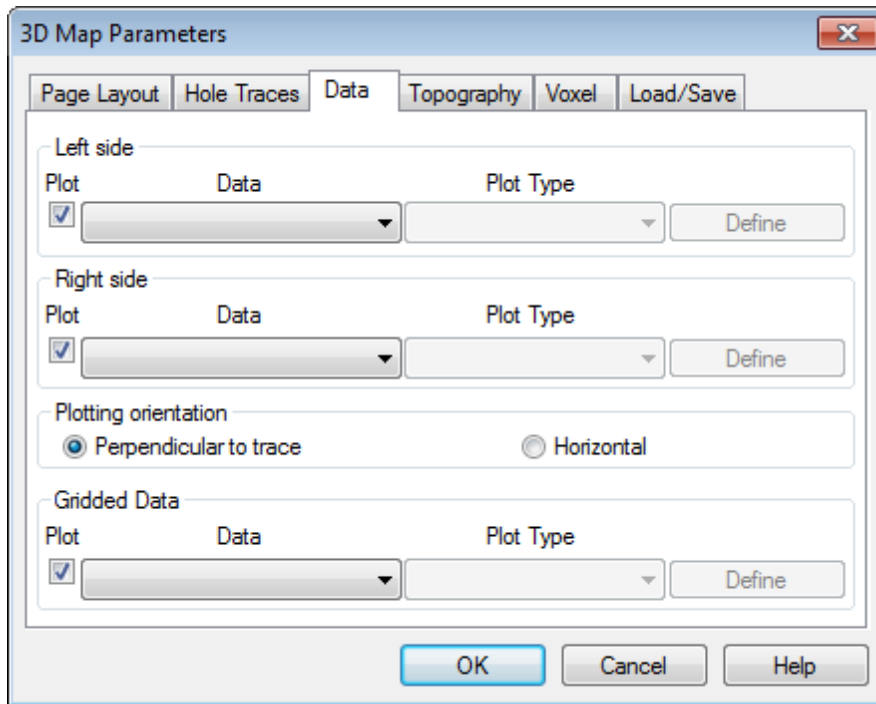 3D Map Parameters
Page Layout Hole Traces Data Topography Voxel Load/Save
Left side
Plot Data Plot Type
Define
Right side
Plot Data Plot Type
Define
Plotting orientation
Perpendicular to trace Horizontal
Gridded Data
Plot Data Plot Type
Define
OK Cancel Help